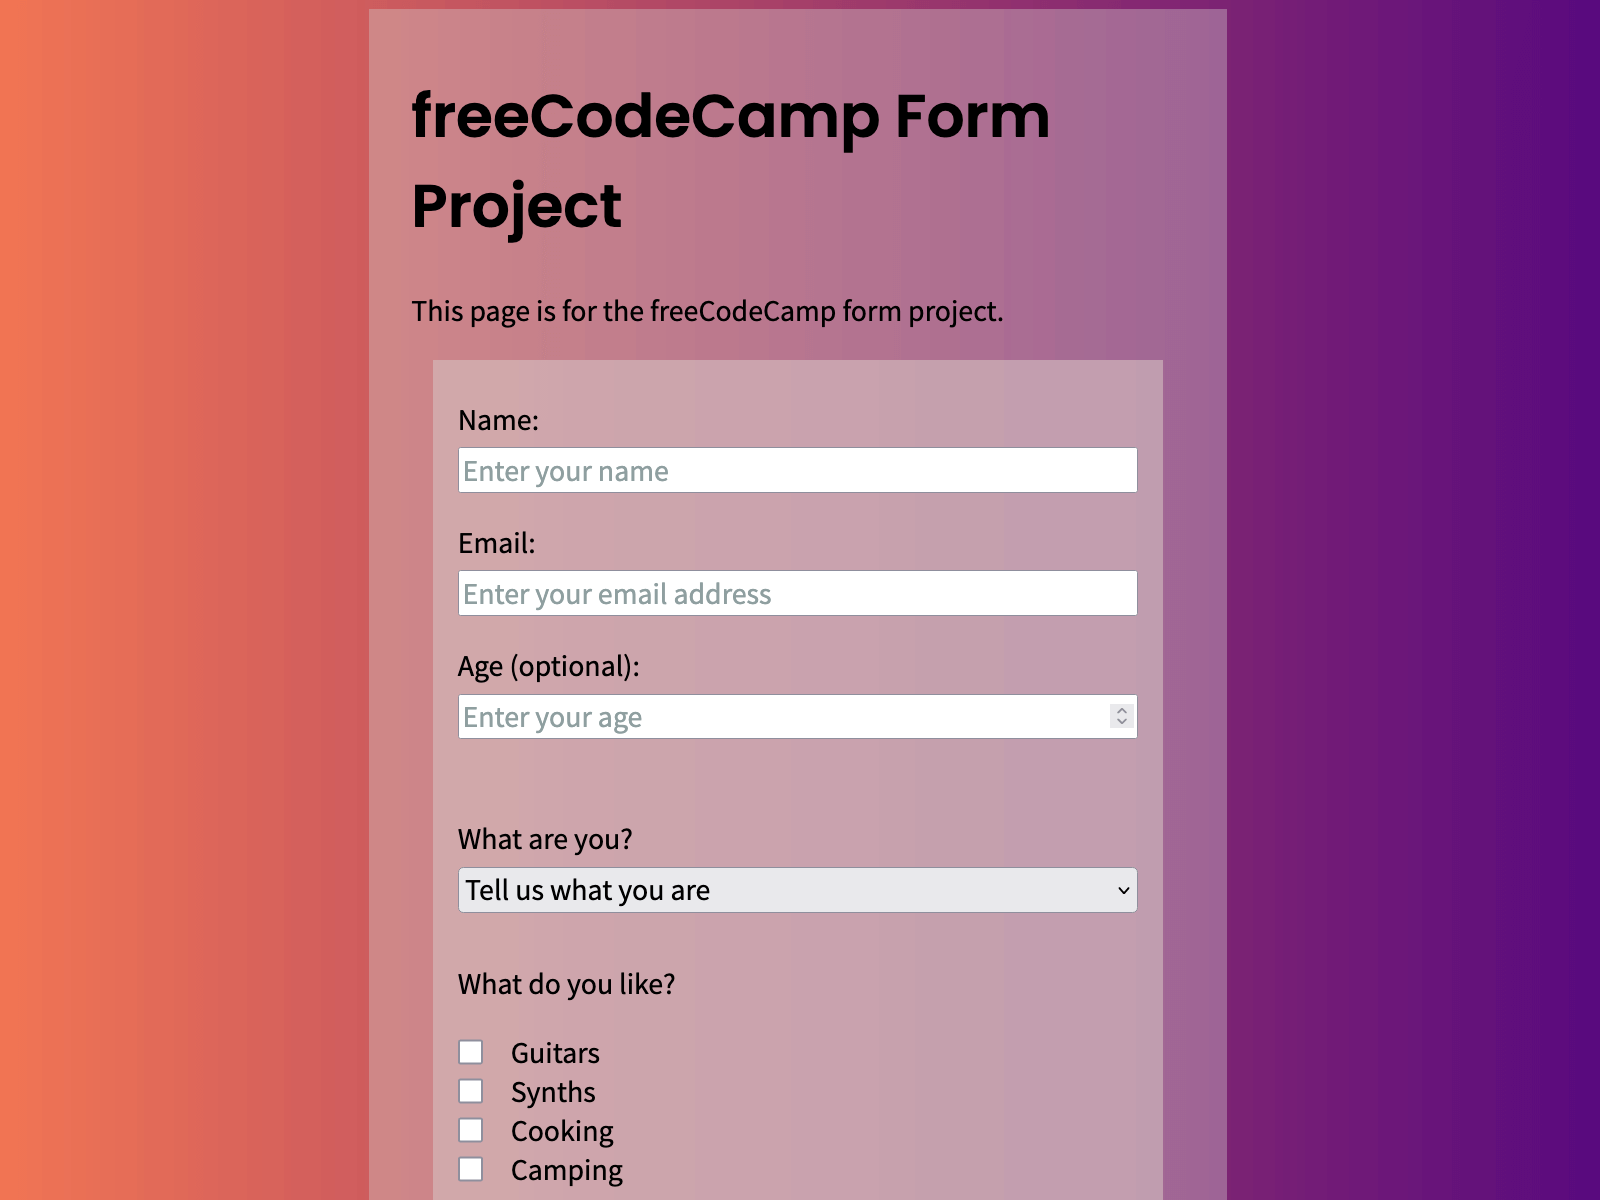 freeCodeCamp Form
Project
This page is for the freeCodeCamp form project.
Name:
Enter your name
Email:
Enter your email address
Age (optional):
Enter your age
What are you?
Tell us what you are
What do you like?
Guitars
Synths
Cooking
Camping